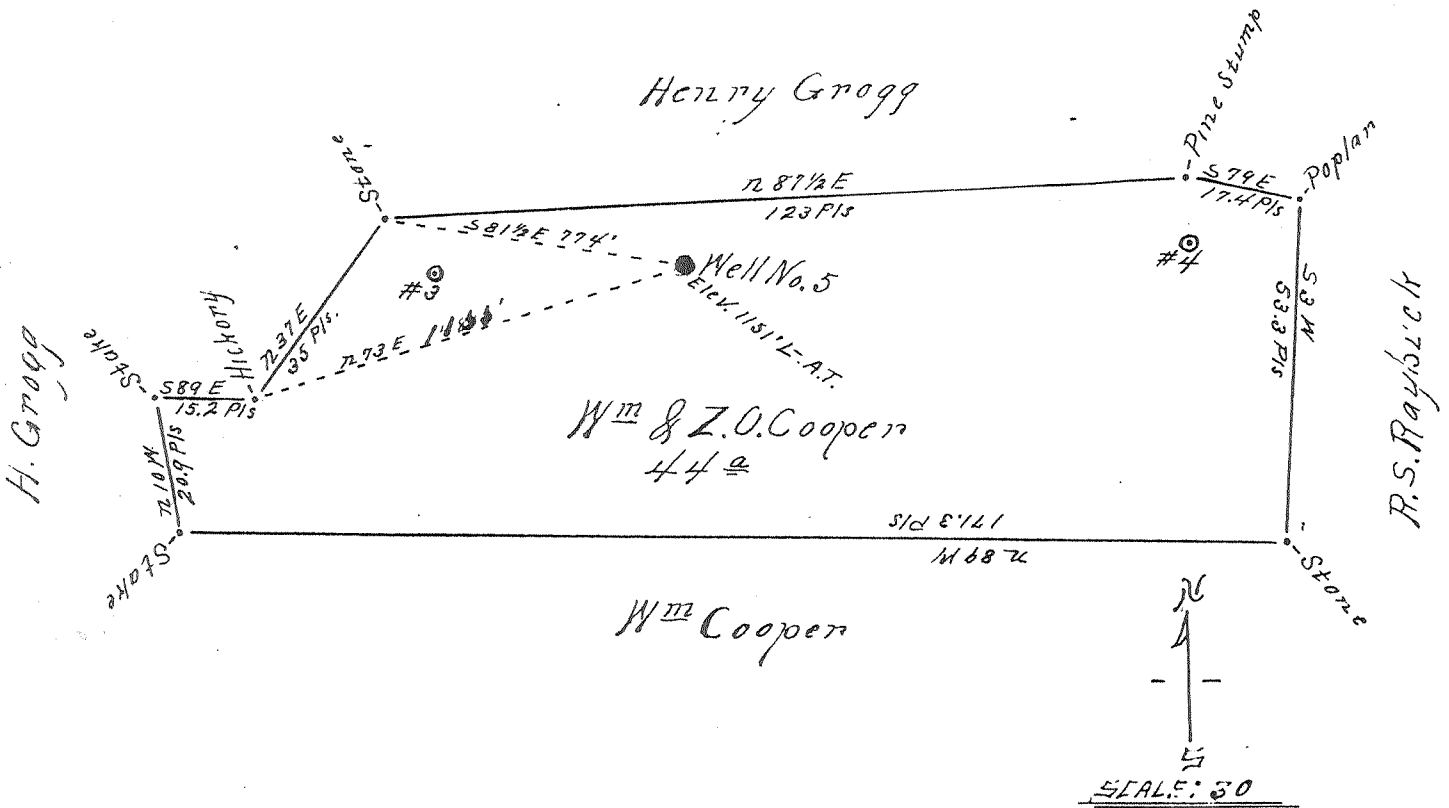 Henry Grogg
Pine Stump
Poplar
Stone
n 87½ E
123 Pls
S 79 E
17.4 Pls
S 81½ E 774'
#3
Well No. 5
Elev. 1151' L-A.T.
#4
S 3 W
53.3 Pls
R.S. Raybuck
H. Grogg
Stake
S 89 E
15.2 Pls
Hickory
n 37 E
35 Pls.
n 73 E
n 10 W
20.9 Pls
Wm & Z.O. Cooper
44 a
171.3 Pls
n 89 W
Stake
Stone
Wm Cooper
N
S
SCALE: 30